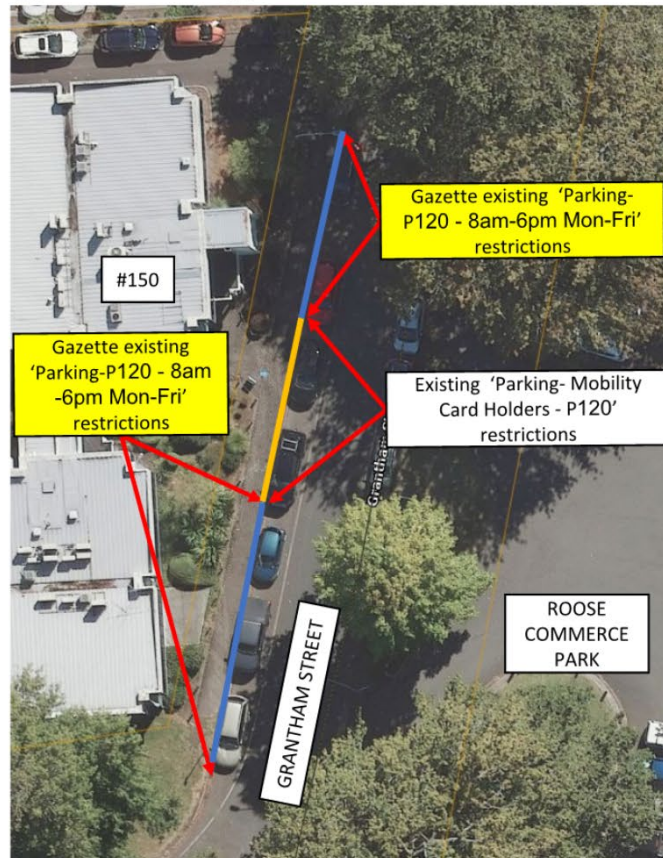 Gazette existing 'Parking-
P120 - 8am-6pm Mon-Fri'
restrictions
#150
Gazette existing
'Parking-P120 - 8am
-6pm Mon-Fri'
restrictions
Existing 'Parking- Mobility
Card Holders - P120'
restrictions
ROOSE
COMMERCE
PARK
GRANTHAM STREET